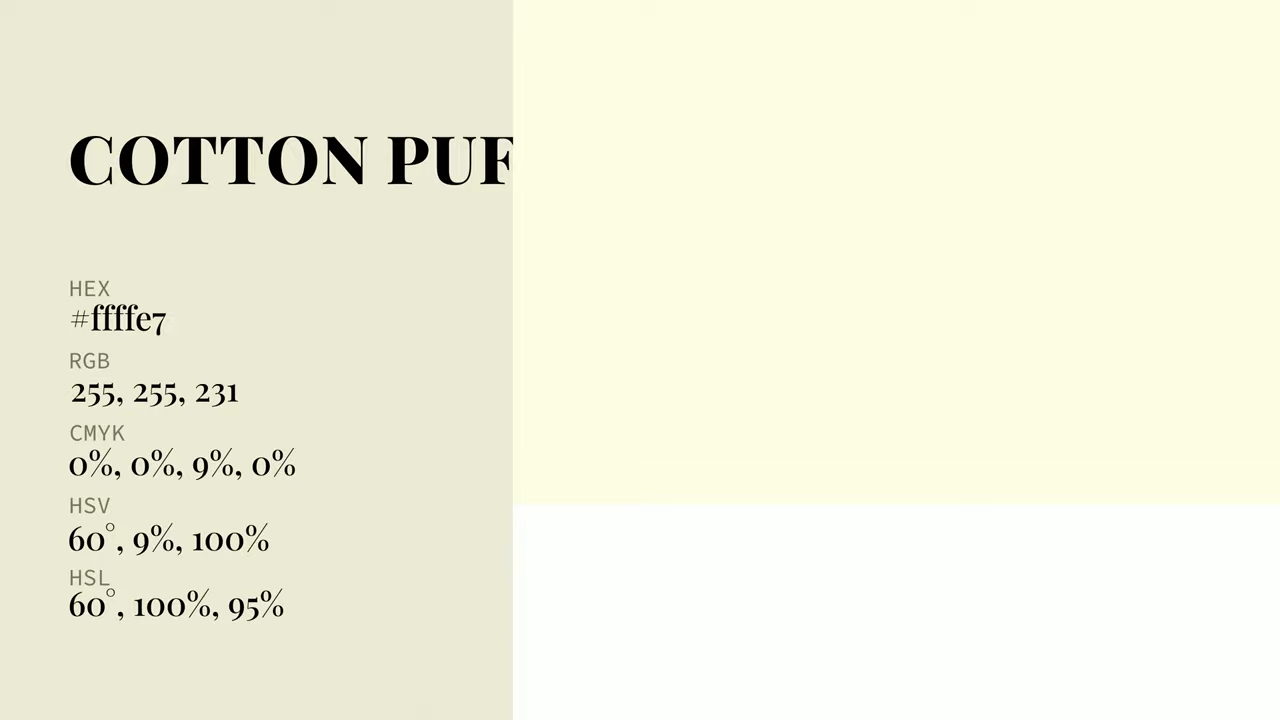 COTTON PUF
HEX
#ffffe7
RGB
255, 255, 231
CMYK
0%, 0%, 9%, 0%
HSV
60°, 9%, 100%
HSL
60°, 100%, 95%